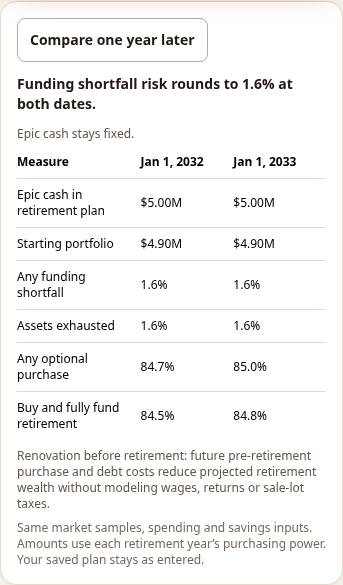 Compare one year later
Funding shortfall risk rounds to 1.6% at
both dates.
Epic cash stays fixed.
Measure Jan 1, 2032 Jan 1, 2033
Epic cash in
retirement plan $5.00M $5.00M
Starting portfolio $4.90M $4.90M
Any funding
shortfall 1.6% 1.6%
Assets exhausted 1.6% 1.6%
Any optional
purchase 84.7% 85.0%
Buy and fully fund
retirement 84.5% 84.8%
Renovation before retirement: future pre-retirement
purchase and debt costs reduce projected retirement
wealth without modeling wages, returns or sale-lot
taxes.
Same market samples, spending and savings inputs.
Amounts use each retirement year's purchasing power.
Your saved plan stays as entered.